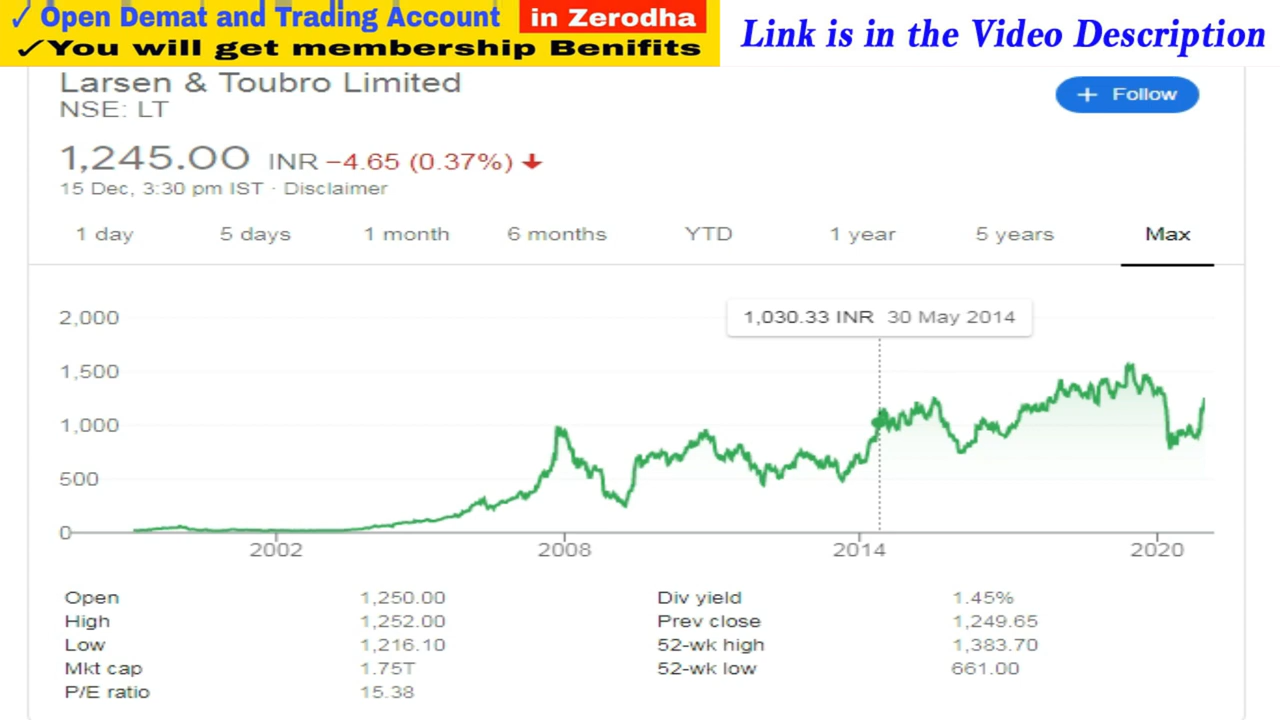 ✓ Open Demat and Trading Account in Zerodha
✓You will get membership Benifits
Link is in the Video Description
Larsen & Toubro Limited
NSE: LT
+ Follow
1,245.00 INR −4.65 (0.37%) ↓
15 Dec, 3:30 pm IST · Disclaimer
1 day 5 days 1 month 6 months YTD 1 year 5 years Max
1,030.33 INR 30 May 2014
2,000
1,500
1,000
500
0
2002 2008 2014 2020
Open 1,250.00 Div yield 1.45%
High 1,252.00 Prev close 1,249.65
Low 1,216.10 52-wk high 1,383.70
Mkt cap 1.75T 52-wk low 661.00
P/E ratio 15.38